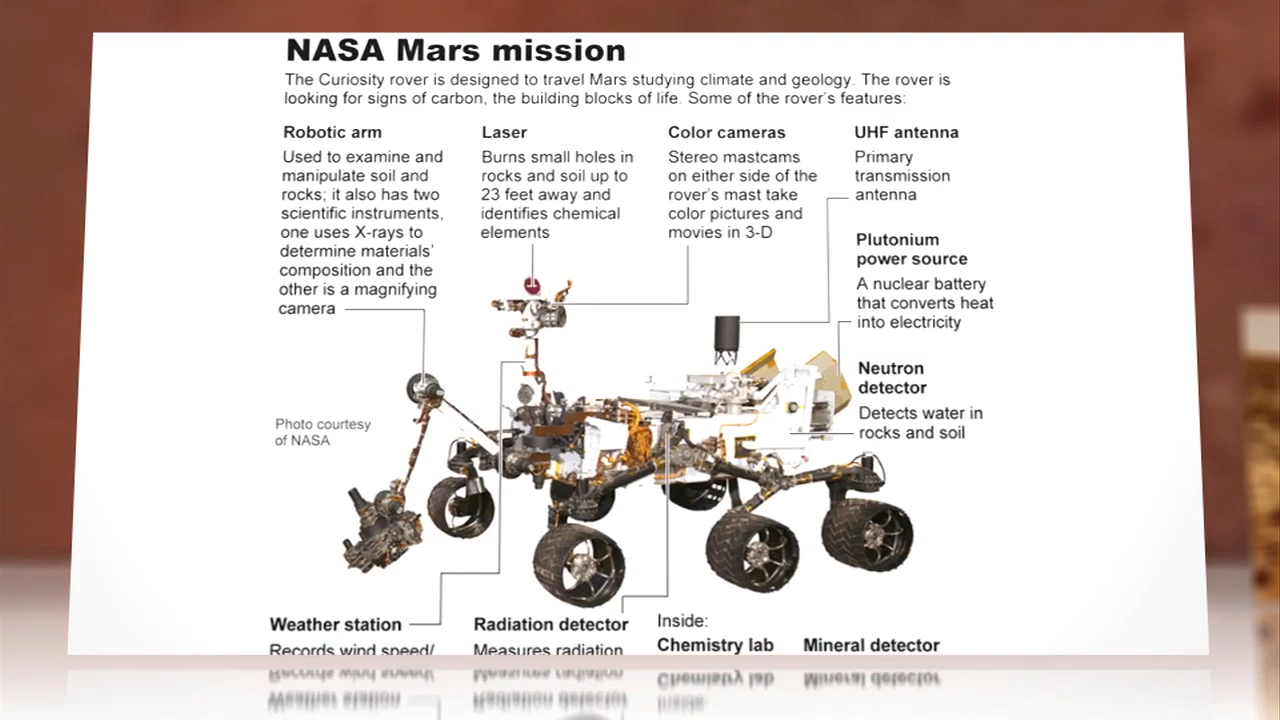 NASA Mars mission
The Curiosity rover is designed to travel Mars studying climate and geology. The rover is
looking for signs of carbon, the building blocks of life. Some of the rover's features:
Robotic arm
Used to examine and
manipulate soil and
rocks; it also has two
scientific instruments,
one uses X-rays to
determine materials'
composition and the
other is a magnifying
camera
Laser
Burns small holes in
rocks and soil up to
23 feet away and
identifies chemical
elements
Color cameras
Stereo mastcams
on either side of the
rover's mast take
color pictures and
movies in 3-D
UHF antenna
Primary
transmission
antenna
Plutonium
power source
A nuclear battery
that converts heat
into electricity
Neutron
detector
Detects water in
rocks and soil
Photo courtesy
of NASA
Weather station
Records wind speed/
Radiation detector
Measures radiation
Inside:
Chemistry lab
Mineral detector